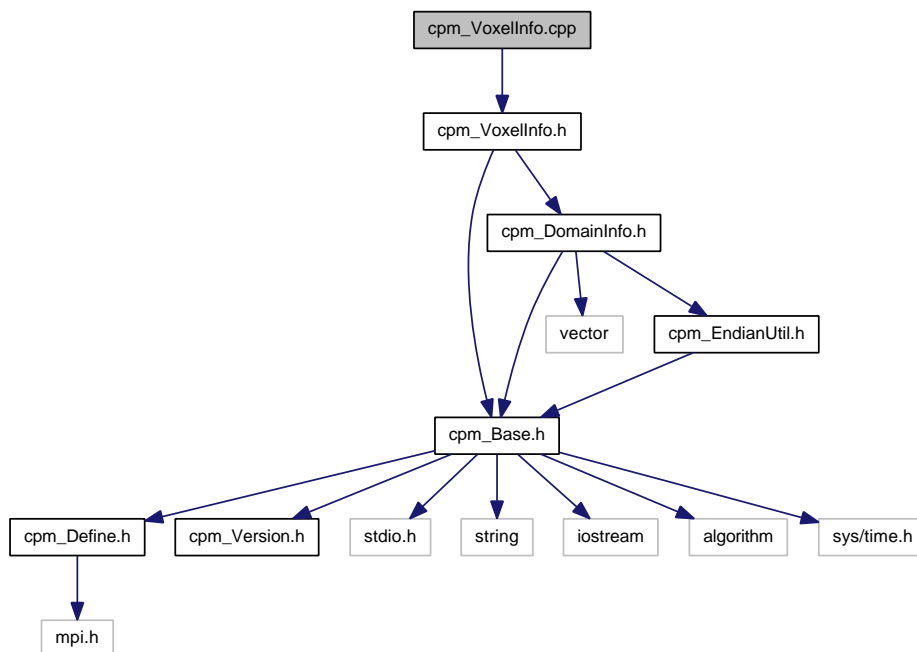 cpm_VoxelInfo.cpp
cpm_VoxelInfo.h
cpm_DomainInfo.h
vector
cpm_EndianUtil.h
cpm_Base.h
cpm_Define.h
cpm_Version.h
stdio.h
string
iostream
algorithm
sys/time.h
mpi.h